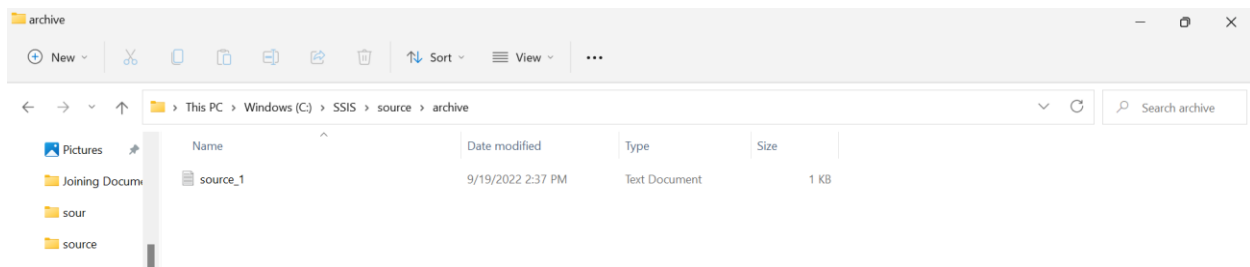 archive
New Sort View
This PC > Windows (C:) > SSIS > source > archive Search archive
Pictures Name Date modified Type Size
Joining Docume source_1 9/19/2022 2:37 PM Text Document 1 KB
sour
source